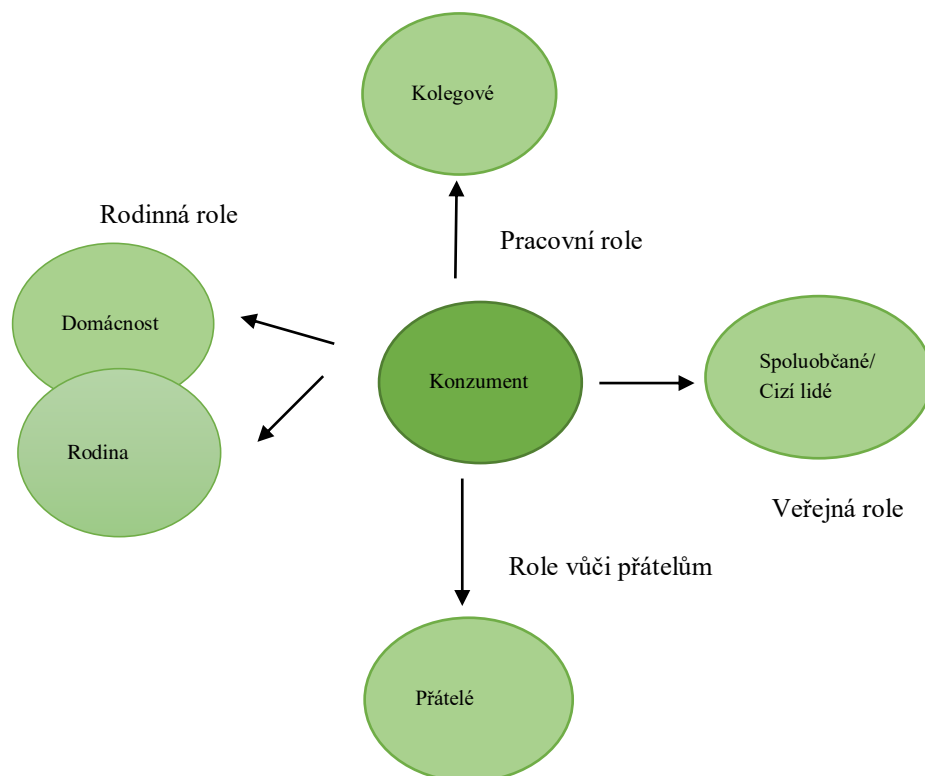 Kolegové
Rodinná role
Pracovní role
Domácnost
Konzument
Spoluobčané/
Cizí lidé
Rodina
Veřejná role
Role vůči přátelům
Přátelé